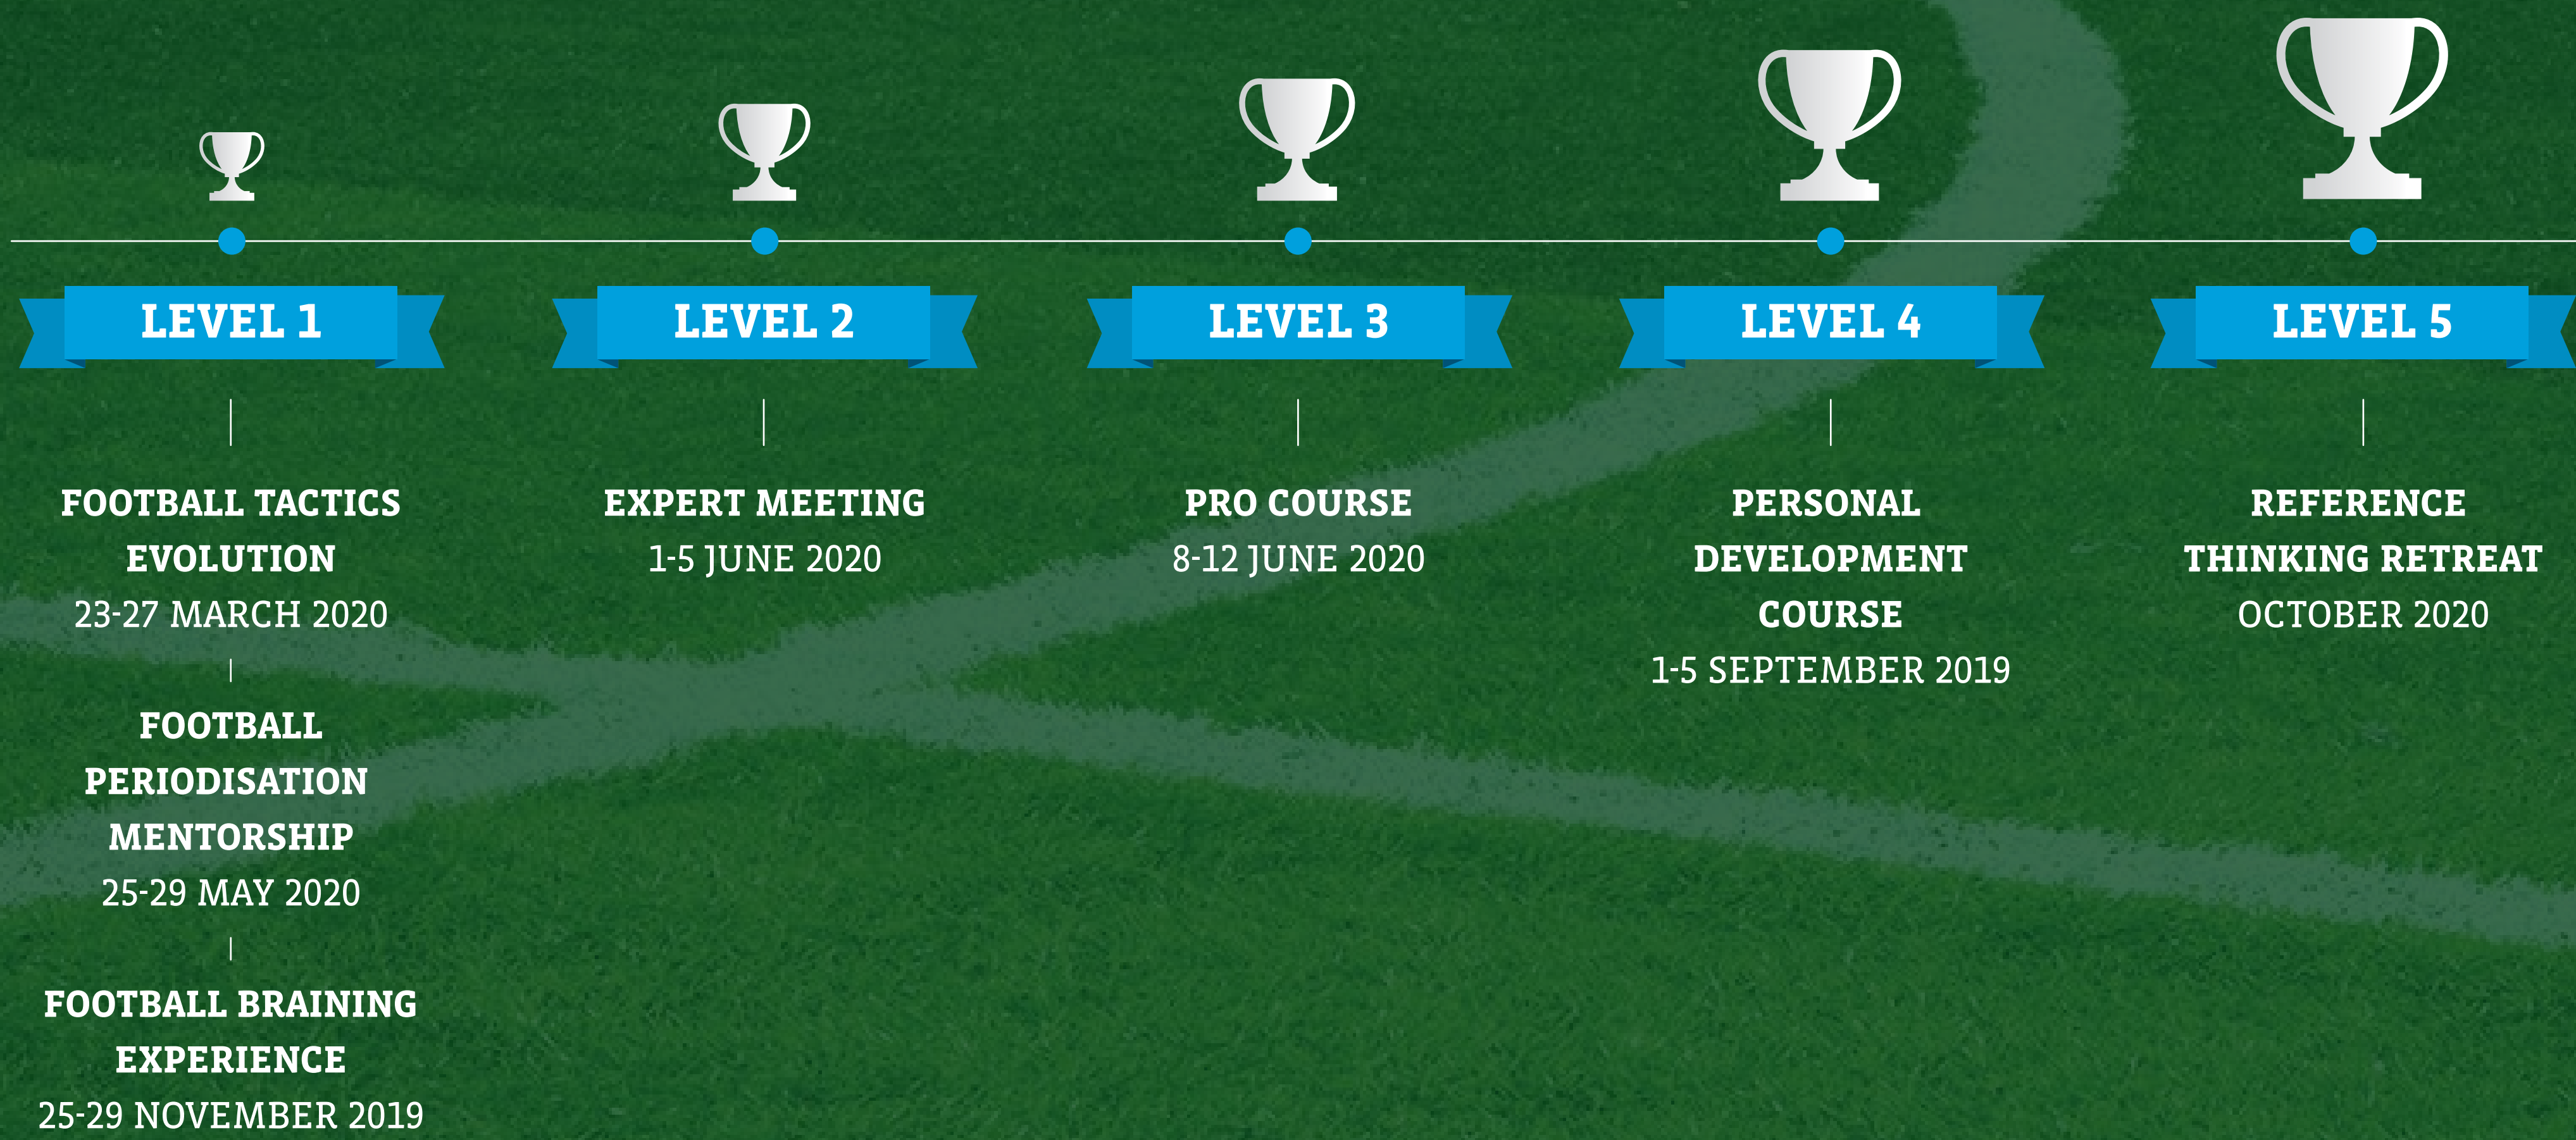 LEVEL 1
FOOTBALL TACTICS
EVOLUTION
23-27 MARCH 2020
FOOTBALL
PERIODISATION
MENTORSHIP
25-29 MAY 2020
FOOTBALL BRAINING
EXPERIENCE
25-29 NOVEMBER 2019
LEVEL 2
EXPERT MEETING
1-5 JUNE 2020
LEVEL 3
PRO COURSE
8-12 JUNE 2020
LEVEL 4
PERSONAL
DEVELOPMENT
COURSE
1-5 SEPTEMBER 2019
LEVEL 5
REFERENCE
THINKING RETREAT
OCTOBER 2020